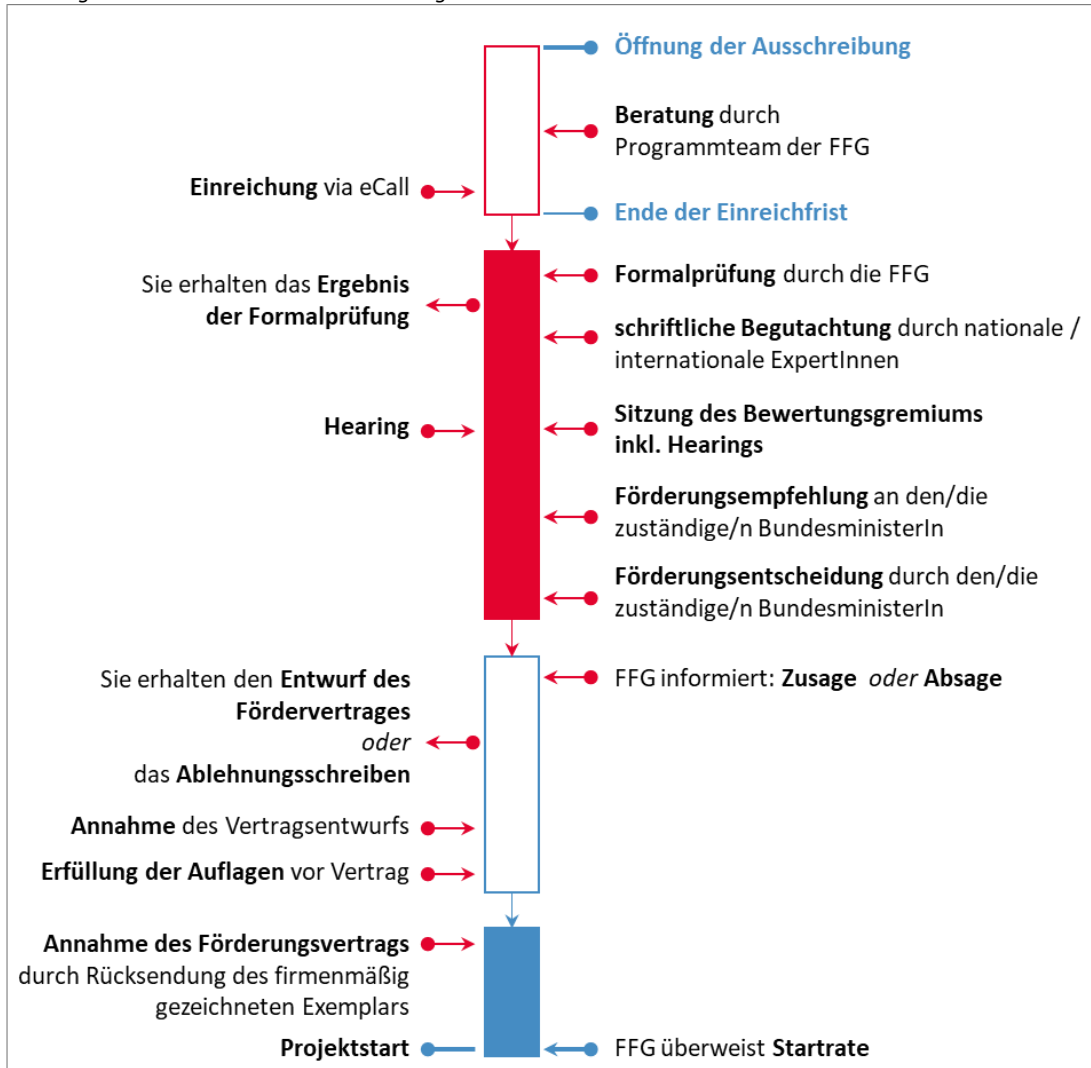 Öffnung der Ausschreibung
Beratung durch
Programmteam der FFG
Einreichung via eCall
Ende der Einreichfrist
Formalprüfung durch die FFG
Sie erhalten das Ergebnis
der Formalprüfung
schriftliche Begutachtung durch nationale /
internationale ExpertInnen
Hearing
Sitzung des Bewertungsgremiums
inkl. Hearings
Förderungsempfehlung an den/die
zuständige/n BundesministerIn
Förderungsentscheidung durch den/die
zuständige/n BundesministerIn
FFG informiert: Zusage oder Absage
Sie erhalten den Entwurf des
Fördervertrages
oder
das Ablehnungsschreiben
Annahme des Vertragsentwurfs
Erfüllung der Auflagen vor Vertrag
Annahme des Förderungsvertrags
durch Rücksendung des firmenmäßig
gezeichneten Exemplars
Projektstart
FFG überweist Startrate